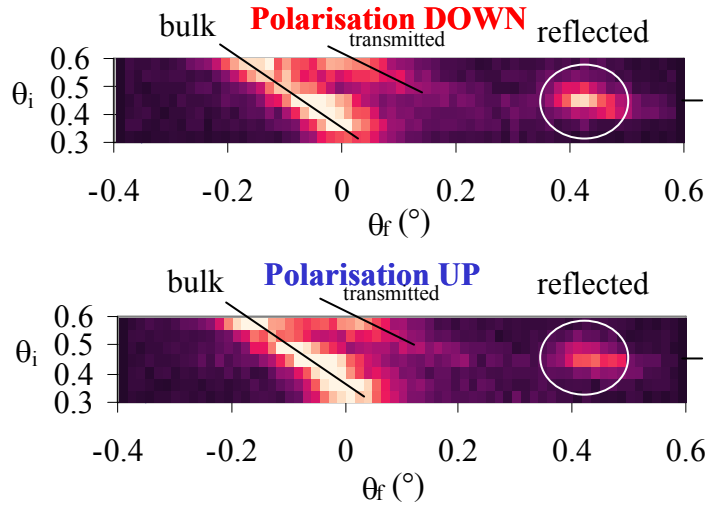 Polarisation DOWN
bulk
transmitted
reflected
θi
0.6
0.5
0.4
0.3
-0.4 -0.2 0 0.2 0.4 0.6
θf (°)
Polarisation UP
bulk
transmitted
reflected
θi
0.6
0.5
0.4
0.3
-0.4 -0.2 0 0.2 0.4 0.6
θf (°)